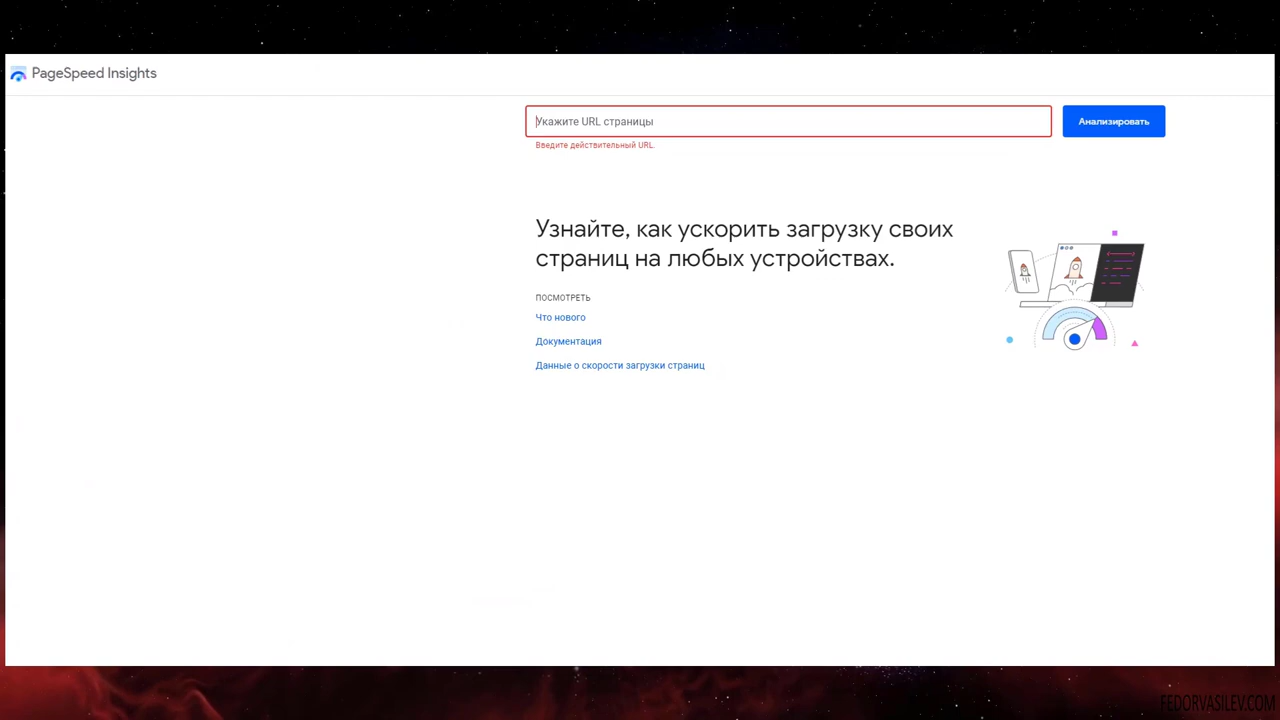 PageSpeed Insights
Укажите URL страницы
Анализировать
Введите действительный URL.
Узнайте, как ускорить загрузку своих
страниц на любых устройствах.
ПОСМОТРЕТЬ
Что нового
Документация
Данные о скорости загрузки страниц
FEDORVASILEV.COM